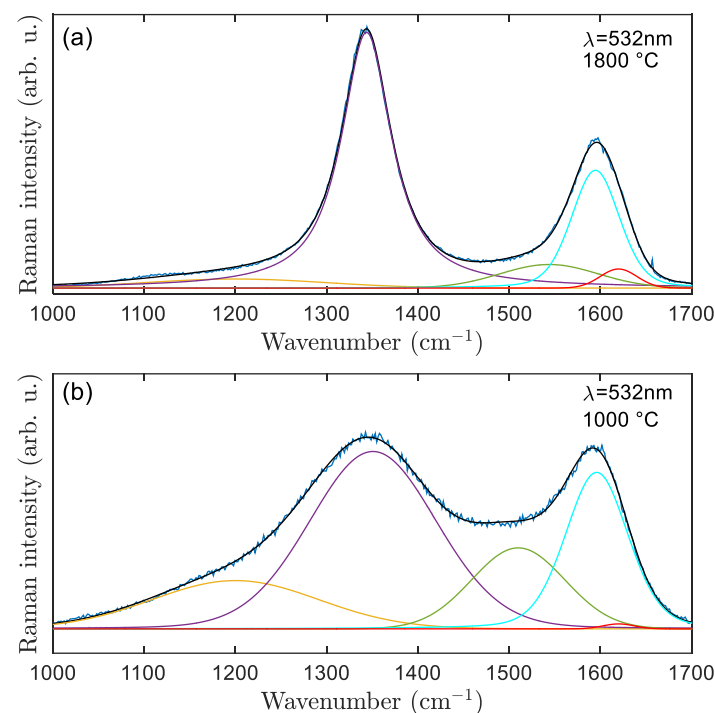 (a)
λ=532nm
1800 °C
Raman intensity (arb. u.)
1000 1100 1200 1300 1400 1500 1600 1700
Wavenumber (cm⁻¹)
(b)
λ=532nm
1000 °C
Raman intensity (arb. u.)
1000 1100 1200 1300 1400 1500 1600 1700
Wavenumber (cm⁻¹)